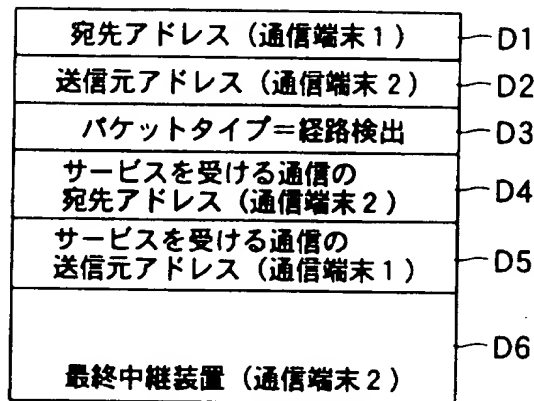 宛先アドレス（通信端末１） D1
送信元アドレス（通信端末２） D2
パケットタイプ＝経路検出 D3
サービスを受ける通信の
宛先アドレス（通信端末２） D4
サービスを受ける通信の
送信元アドレス（通信端末１） D5
D6
最終中継装置（通信端末２）